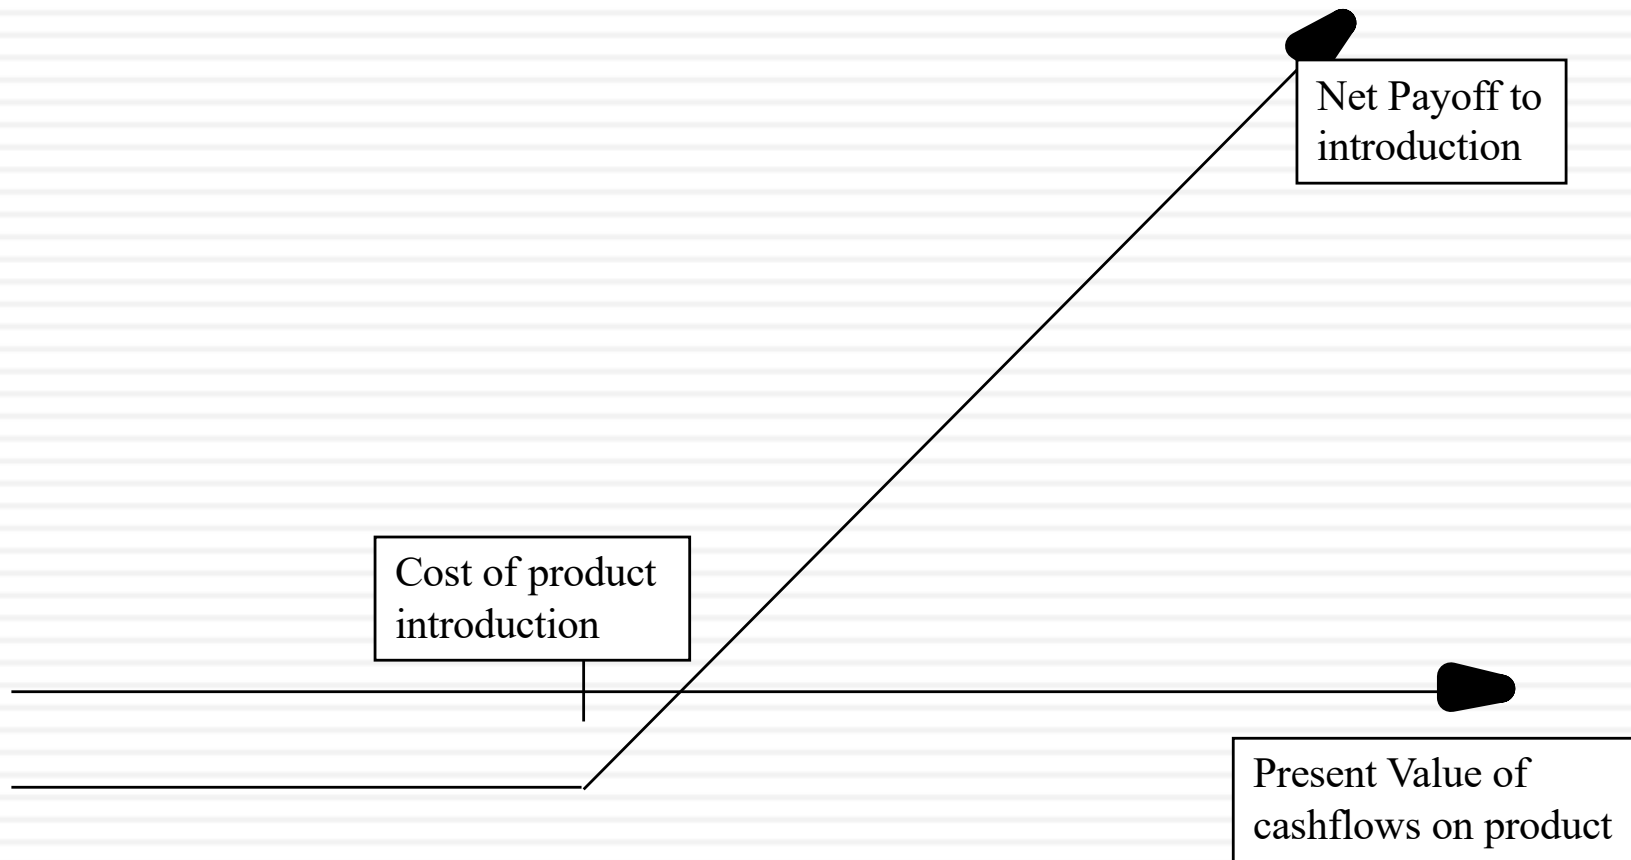 Net Payoff to
introduction
Cost of product
introduction
Present Value of
cashflows on product